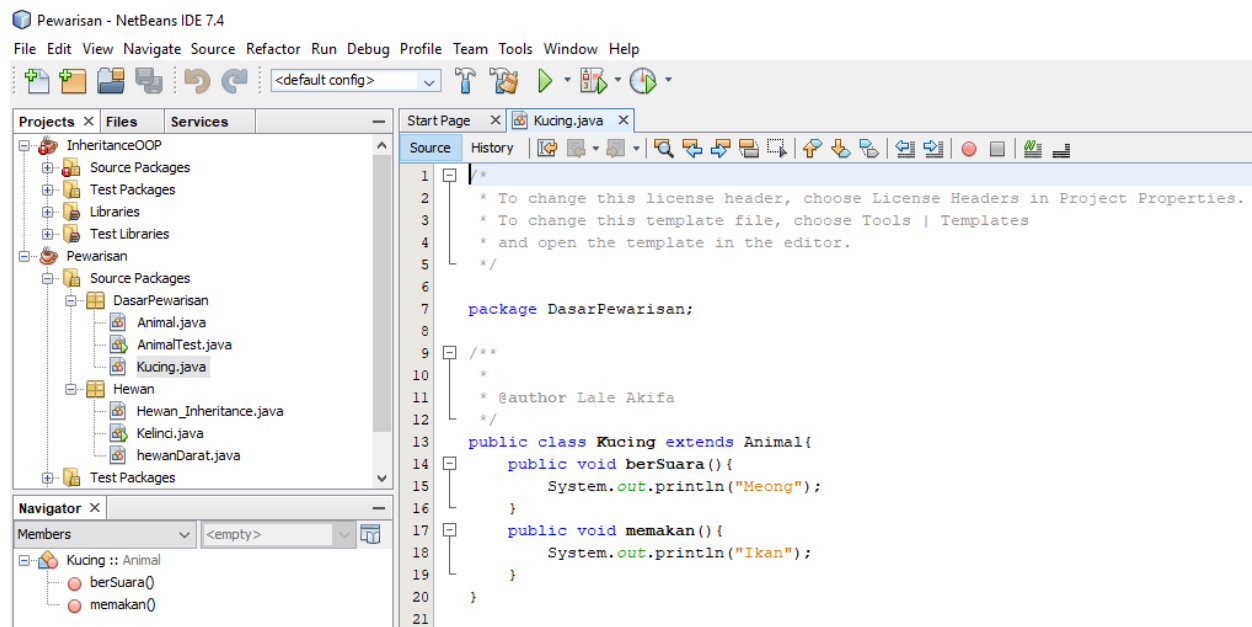 Pewarisan - NetBeans IDE 7.4
File Edit View Navigate Source Refactor Run Debug Profile Team Tools Window Help
<default config>
Projects Files Services
InheritanceOOP
Source Packages
Test Packages
Libraries
Test Libraries
Pewarisan
Source Packages
DasarPewarisan
Animal.java
AnimalTest.java
Kucing.java
Hewan
Hewan_Inheritance.java
Kelinci.java
hewanDarat.java
Test Packages
Navigator
Members <empty>
Kucing :: Animal
berSuara()
memakan()
Start Page Kucing.java
Source History
1 /*
2 * To change this license header, choose License Headers in Project Properties.
3 * To change this template file, choose Tools | Templates
4 * and open the template in the editor.
5 */
6
7 package DasarPewarisan;
8
9 /**
10 *
11 * @author Lale Akifa
12 */
13 public class Kucing extends Animal{
14 public void berSuara(){
15 System.out.println("Meong");
16 }
17 public void memakan(){
18 System.out.println("Ikan");
19 }
20 }
21